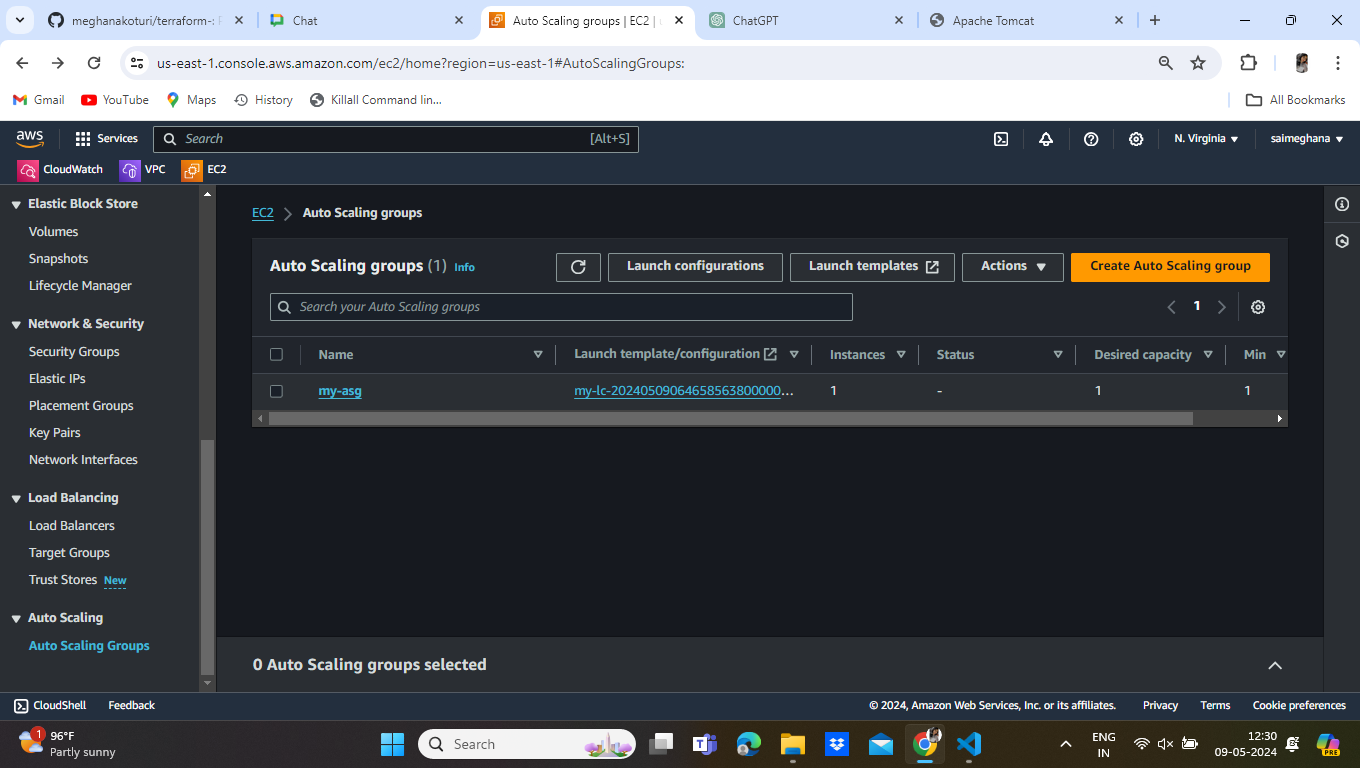 meghanakoturi/terraform-:
Chat
Auto Scaling groups | EC2 |
ChatGPT
Apache Tomcat
us-east-1.console.aws.amazon.com/ec2/home?region=us-east-1#AutoScalingGroups:
Gmail
YouTube
Maps
History
Killall Command lin...
All Bookmarks
aws
Services
Search
[Alt+S]
N. Virginia
saimeghana
CloudWatch
VPC
EC2
Elastic Block Store
Volumes
Snapshots
Lifecycle Manager
Network & Security
Security Groups
Elastic IPs
Placement Groups
Key Pairs
Network Interfaces
Load Balancing
Load Balancers
Target Groups
Trust Stores New
Auto Scaling
Auto Scaling Groups
EC2
Auto Scaling groups
Auto Scaling groups (1) Info
Launch configurations
Launch templates
Actions
Create Auto Scaling group
Search your Auto Scaling groups
1
Name
Launch template/configuration
Instances
Status
Desired capacity
Min
my-asg
my-lc-20240509064658563800000...
1
-
1
1
0 Auto Scaling groups selected
CloudShell
Feedback
© 2024, Amazon Web Services, Inc. or its affiliates.
Privacy
Terms
Cookie preferences
1
96°F
Partly sunny
Search
ENG
IN
12:30
09-05-2024
PRE